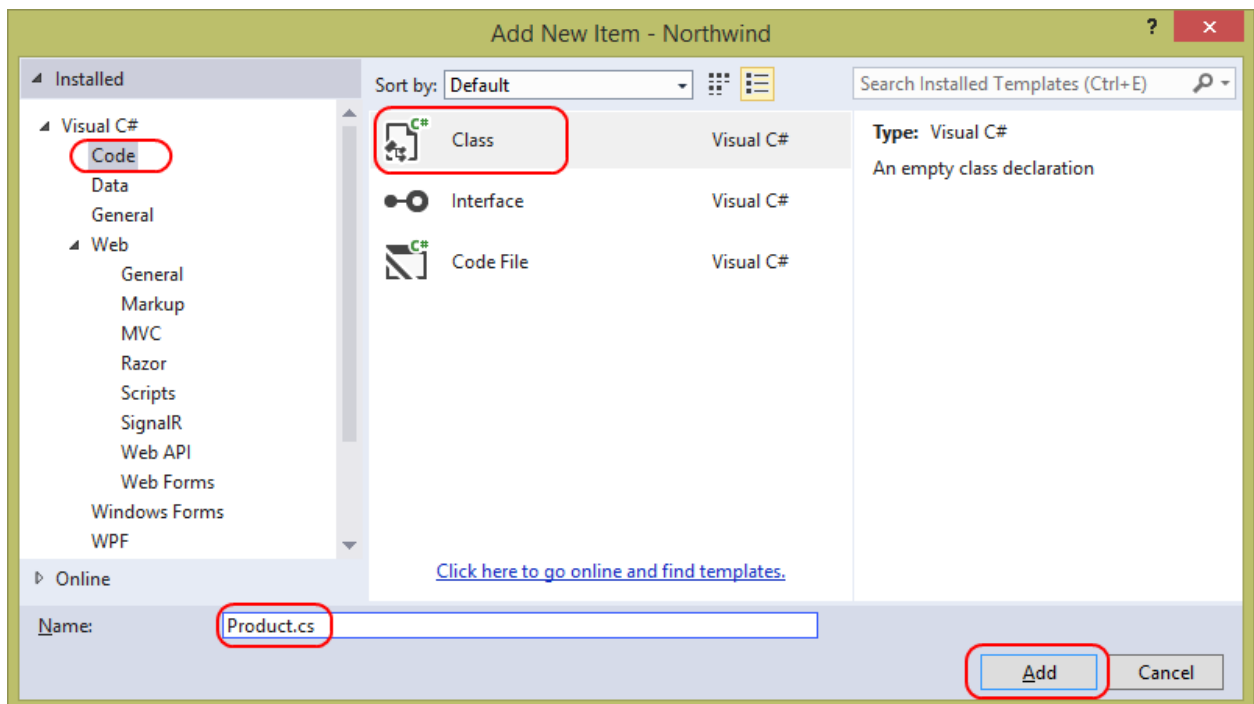 Add New Item - Northwind
?
Installed
Sort by: Default
Search Installed Templates (Ctrl+E)
Visual C#
Code
Data
General
Web
General
Markup
MVC
Razor
Scripts
SignalR
Web API
Web Forms
Windows Forms
WPF
Online
C# Class Visual C#
Interface Visual C#
C# Code File Visual C#
Click here to go online and find templates.
Type: Visual C#
An empty class declaration
Name: Product.cs
Add Cancel